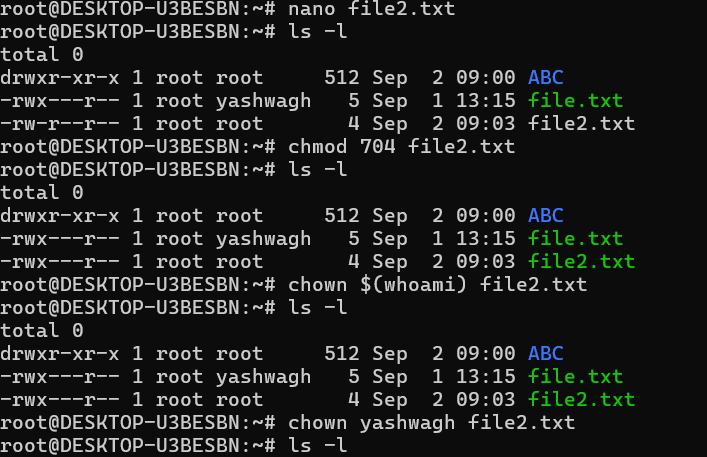 root@DESKTOP-U3BESBN:~# nano file2.txt
root@DESKTOP-U3BESBN:~# ls -l
total 0
drwxr-xr-x 1 root root     512 Sep  2 09:00 ABC
-rwx---r-- 1 root yashwagh   5 Sep  1 13:15 file.txt
-rw-r--r-- 1 root root       4 Sep  2 09:03 file2.txt
root@DESKTOP-U3BESBN:~# chmod 704 file2.txt
root@DESKTOP-U3BESBN:~# ls -l
total 0
drwxr-xr-x 1 root root     512 Sep  2 09:00 ABC
-rwx---r-- 1 root yashwagh   5 Sep  1 13:15 file.txt
-rwx---r-- 1 root root       4 Sep  2 09:03 file2.txt
root@DESKTOP-U3BESBN:~# chown $(whoami) file2.txt
root@DESKTOP-U3BESBN:~# ls -l
total 0
drwxr-xr-x 1 root root     512 Sep  2 09:00 ABC
-rwx---r-- 1 root yashwagh   5 Sep  1 13:15 file.txt
-rwx---r-- 1 root root       4 Sep  2 09:03 file2.txt
root@DESKTOP-U3BESBN:~# chown yashwagh file2.txt
root@DESKTOP-U3BESBN:~# ls -l